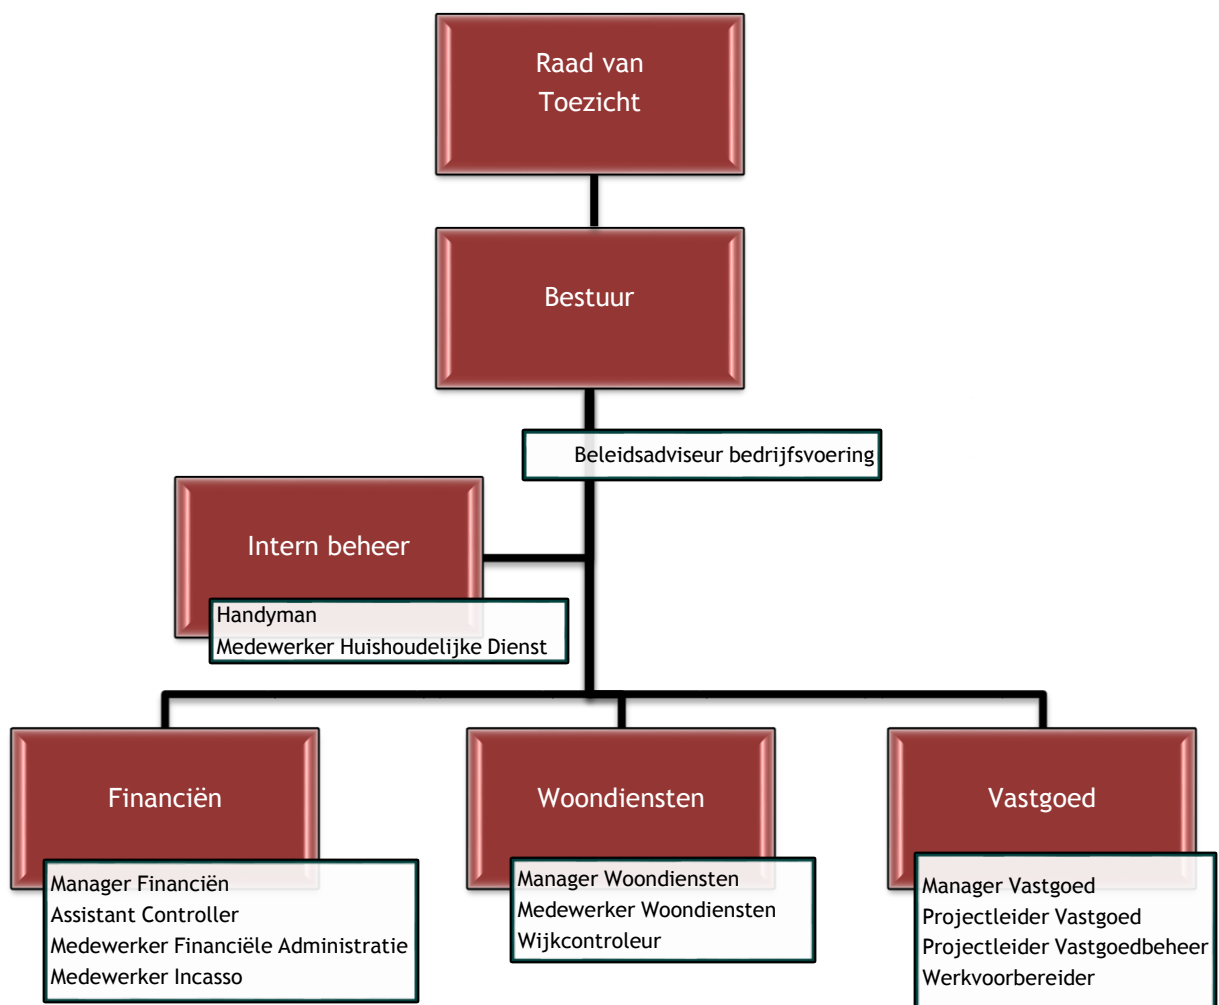 Raad van
Toezicht
Bestuur
Beleidsadviseur bedrijfsvoering
Intern beheer
Handyman
Medewerker Huishoudelijke Dienst
Financiën
Manager Financiën
Assistant Controller
Medewerker Financiële Administratie
Medewerker Incasso
Woondiensten
Manager Woondiensten
Medewerker Woondiensten
Wijkcontroleur
Vastgoed
Manager Vastgoed
Projectleider Vastgoed
Projectleider Vastgoedbeheer
Werkvoorbereider